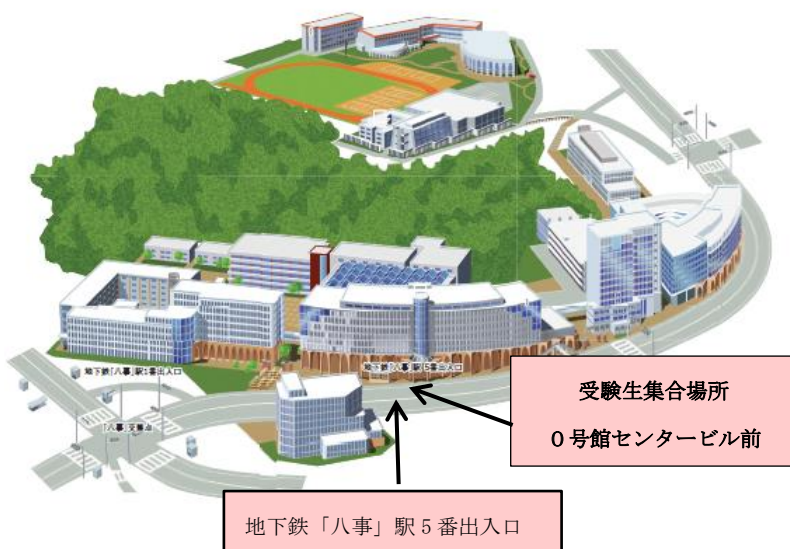 地下鉄「八事」駅1番出入口
地下鉄「八事」駅 5番出入口
「八事」交差点
受験生集合場所
０号館センタービル前
地下鉄「八事」駅５番出入口